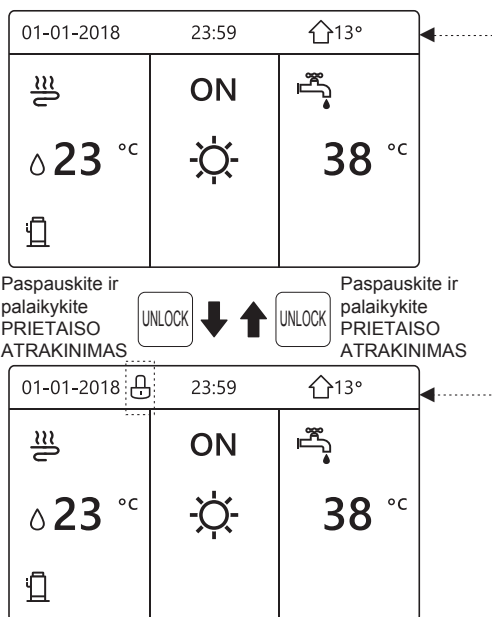 01-01-2018 23:59 13°
ON
23 °C 38 °C
Paspauskite ir
palaikykite
PRIETAISO
ATRAKINIMAS
UNLOCK
UNLOCK
Paspauskite ir
palaikykite
PRIETAISO
ATRAKINIMAS
01-01-2018 23:59 13°
ON
23 °C 38 °C